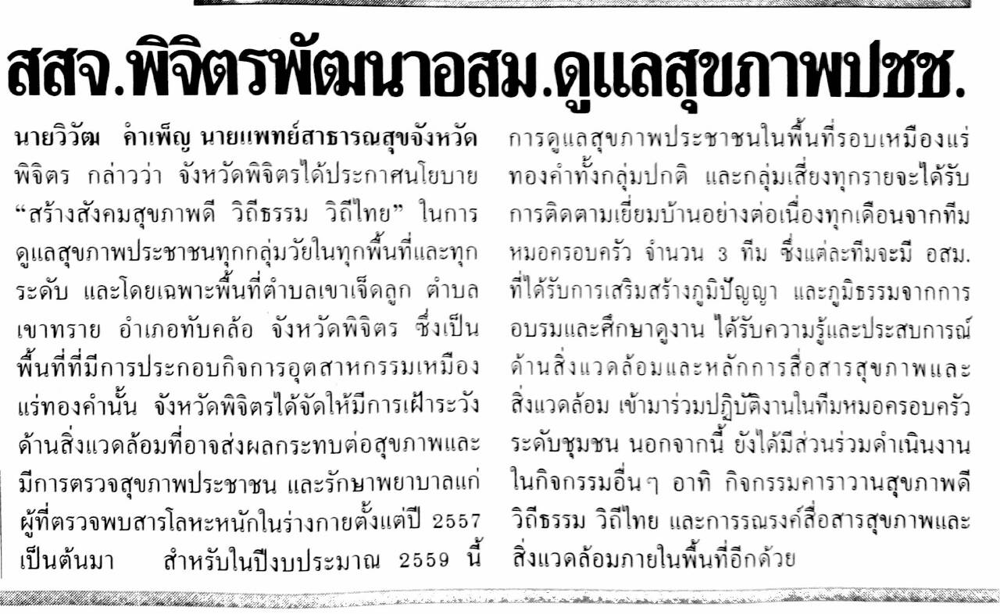 สสจ.พิจิตรพัฒนาอสม.ดูแลสุขภาพปชช.
นายวิวัฒ คำเพ็ญ นายแพทย์สาธารณสุขจังหวัด
พิจิตร กล่าวว่า จังหวัดพิจิตรได้ประกาศนโยบาย
“สร้างสังคมสุขภาพดี วิถีธรรม วิถีไทย” ในการ
ดูแลสุขภาพประชาชนทุกกลุ่มวัยในทุกพื้นที่และทุก
ระดับ และโดยเฉพาะพื้นที่ตำบลเขาเจ็ดลูก ตำบล
เขาทราย อำเภอทับคล้อ จังหวัดพิจิตร ซึ่งเป็น
พื้นที่ที่มีการประกอบกิจการอุตสาหกรรมเหมือง
แร่ทองคำนั้น จังหวัดพิจิตรได้จัดให้มีการเฝ้าระวัง
ด้านสิ่งแวดล้อมที่อาจส่งผลกระทบต่อสุขภาพและ
มีการตรวจสุขภาพประชาชน และรักษาพยาบาลแก่
ผู้ที่ตรวจพบสารโลหะหนักในร่างกายตั้งแต่ปี 2557
เป็นต้นมา สำหรับในปีงบประมาณ 2559 นี้
การดูแลสุขภาพประชาชนในพื้นที่รอบเหมืองแร่
ทองคำทั้งกลุ่มปกติ และกลุ่มเสี่ยงทุกรายจะได้รับ
การติดตามเยี่ยมบ้านอย่างต่อเนื่องทุกเดือนจากทีม
หมอครอบครัว จำนวน 3 ทีม ซึ่งแต่ละทีมจะมี อสม.
ที่ได้รับการเสริมสร้างภูมิปัญญา และภูมิธรรมจากการ
อบรมและศึกษาดูงาน ได้รับความรู้และประสบการณ์
ด้านสิ่งแวดล้อมและหลักการสื่อสารสุขภาพและ
สิ่งแวดล้อม เข้ามาร่วมปฏิบัติงานในทีมหมอครอบครัว
ระดับชุมชน นอกจากนี้ ยังได้มีส่วนร่วมดำเนินงาน
ในกิจกรรมอื่นๆ อาทิ กิจกรรมคาราวานสุขภาพดี
วิถีธรรม วิถีไทย และการรณรงค์สื่อสารสุขภาพและ
สิ่งแวดล้อมภายในพื้นที่อีกด้วย